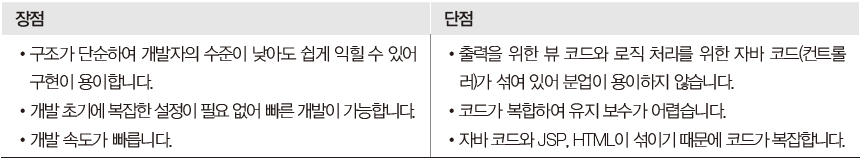 장점
• 구조가 단순하여 개발자의 수준이 낮아도 쉽게 익힐 수 있어
구현이 용이합니다.
• 개발 초기에 복잡한 설정이 필요 없어 빠른 개발이 가능합니다.
• 개발 속도가 빠릅니다.
단점
• 출력을 위한 뷰 코드와 로직 처리를 위한 자바 코드(컨트롤
러)가 섞여 있어 분업이 용이하지 않습니다.
• 코드가 복합하여 유지 보수가 어렵습니다.
• 자바 코드와 JSP, HTML이 섞이기 때문에 코드가 복잡합니다.